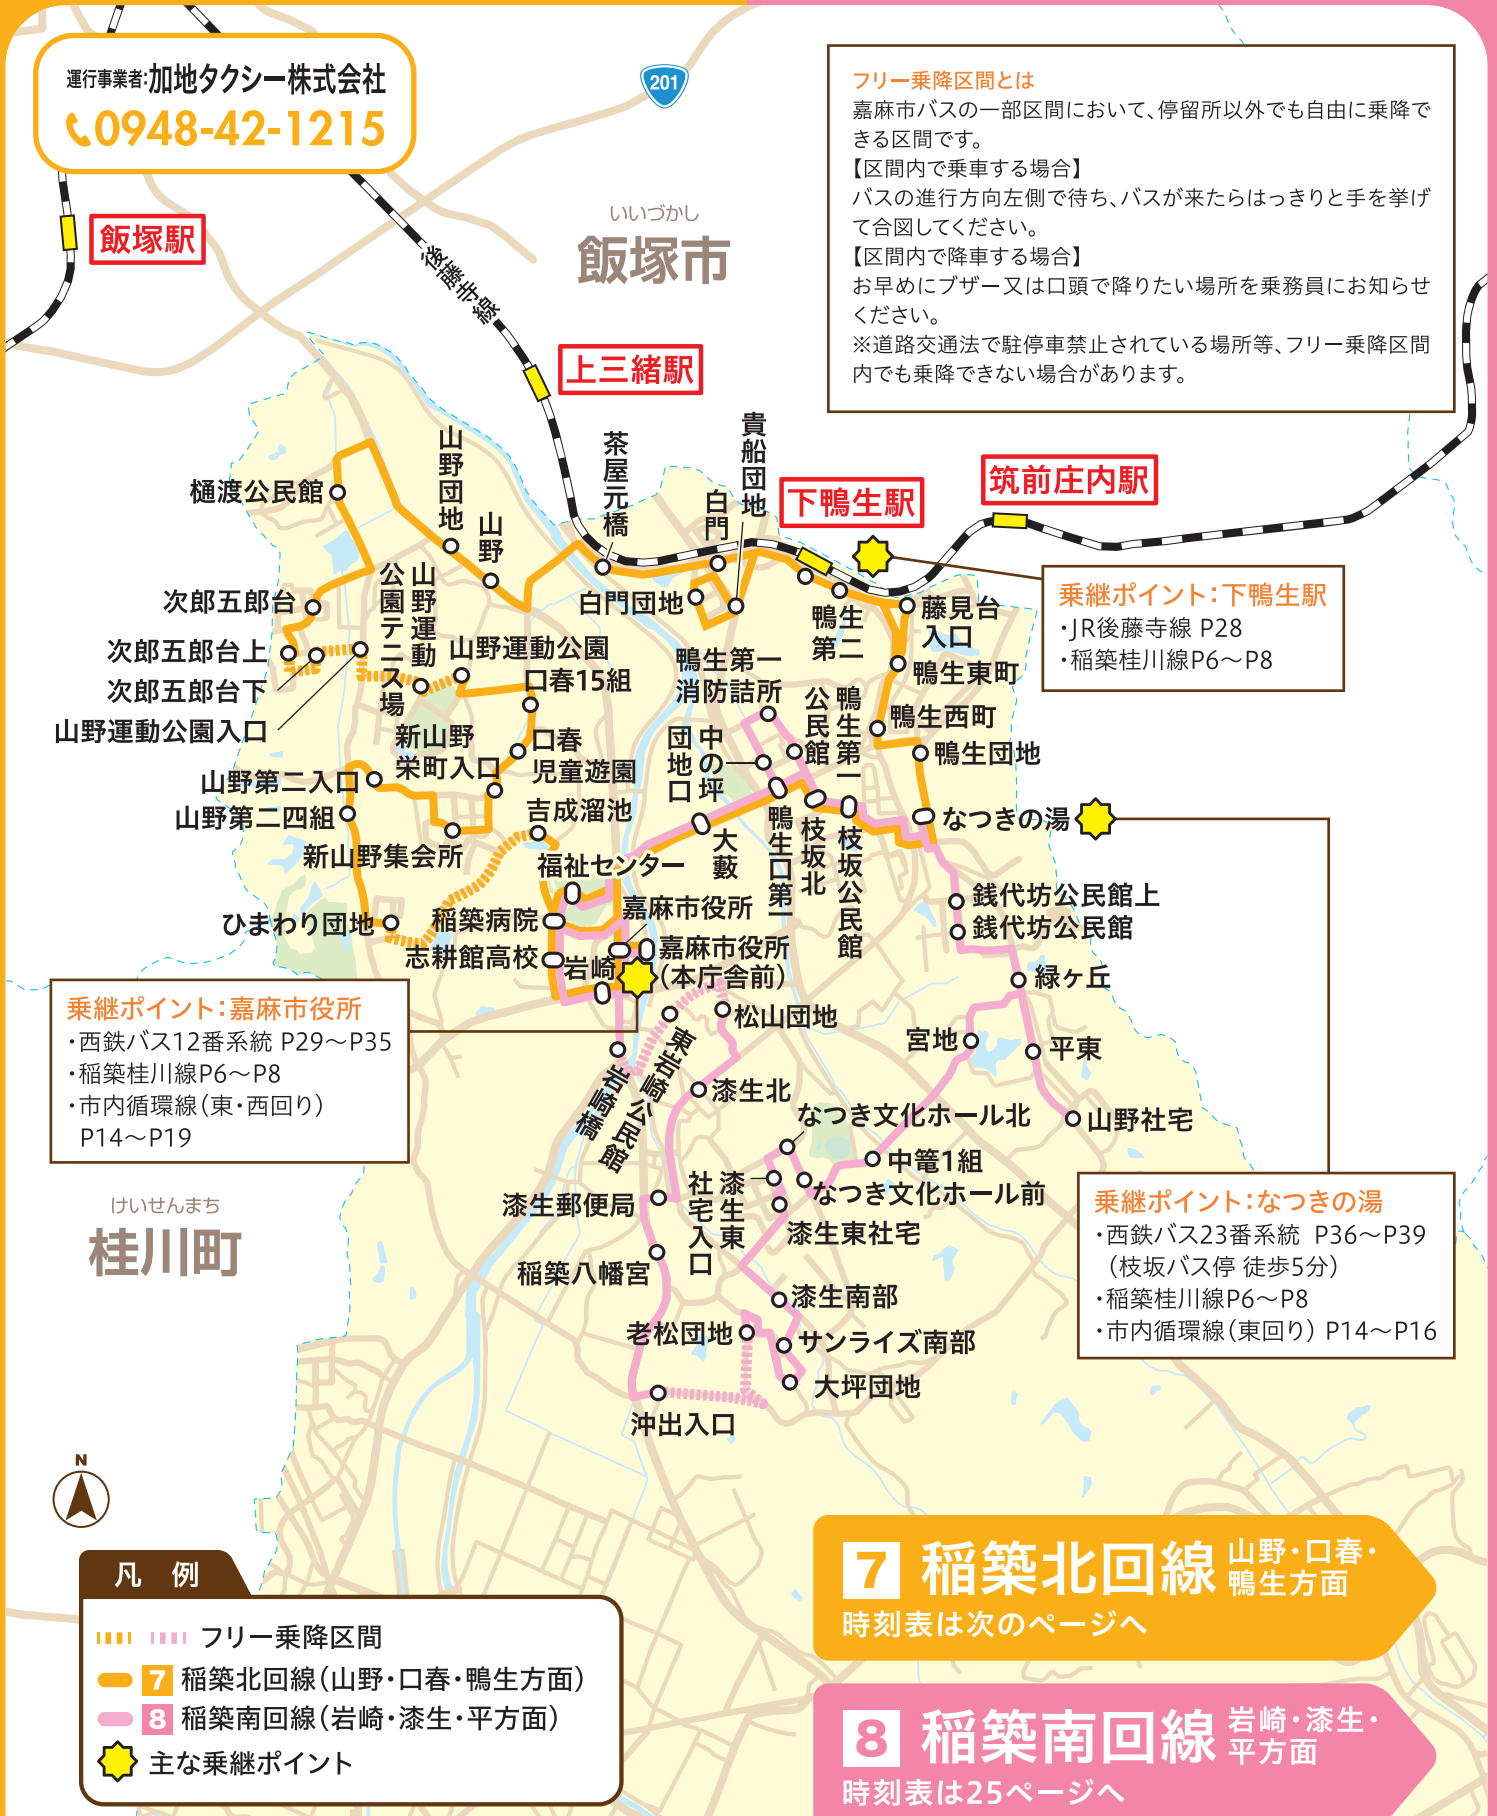 運行事業者:加地タクシー株式会社
0948-42-1215
201
フリー乗降区間とは
嘉麻市バスの一部区間において、停留所以外でも自由に乗降で
きる区間です。
【区間内で乗車する場合】
バスの進行方向左側で待ち、バスが来たらはっきりと手を挙げ
て合図してください。
【区間内で降車する場合】
お早めにブザー又は口頭で降りたい場所を乗務員にお知らせ
ください。
※道路交通法で駐停車禁止されている場所等、フリー乗降区間
内でも乗降できない場合があります。
飯塚駅
いいづかし
飯塚市
後藤寺線
上三緒駅
下鴨生駅
筑前庄内駅
乗継ポイント：下鴨生駅
・JR後藤寺線 P28
・稲築桂川線P6～P8
樋渡公民館
山野団地
山野
茶屋元橋
白門
貴船団地
白門団地
次郎五郎台
次郎五郎台上
次郎五郎台下
山野運動公園入口
山野運動
公園テニス場
山野運動公園
口春15組
口春
児童遊園
新山野
栄町入口
山野第二入口
山野第二四組
新山野集会所
吉成溜池
ひまわり団地
福祉センター
稲築病院
志耕館高校
岩崎
嘉麻市役所
嘉麻市役所
（本庁舎前）
鴨生
第二
藤見台
入口
鴨生東町
鴨生西町
鴨生団地
なつきの湯
鴨生第一
消防詰所
鴨生第一
公民館
中の坪
団地口
大藪
鴨生口第一
枝坂北
枝坂公民館
銭代坊公民館上
銭代坊公民館
緑ヶ丘
宮地
平東
山野社宅
松山団地
東岩崎公民館
岩崎橋
漆生北
なつき文化ホール北
中篭1組
なつき文化ホール前
漆生東
社宅入口
漆生東社宅
漆生郵便局
稲築八幡宮
漆生南部
老松団地
サンライズ南部
大坪団地
沖出入口
乗継ポイント：嘉麻市役所
・西鉄バス12番系統 P29～P35
・稲築桂川線P6～P8
・市内循環線（東・西回り）
P14～P19
けいせんまち
桂川町
乗継ポイント：なつきの湯
・西鉄バス23番系統 P36～P39
（枝坂バス停 徒歩5分）
・稲築桂川線P6～P8
・市内循環線（東回り） P14～P16
N
凡 例
フリー乗降区間
7 稲築北回線（山野・口春・鴨生方面）
8 稲築南回線（岩崎・漆生・平方面）
主な乗継ポイント
7 稲築北回線 山野・口春・
鴨生方面
時刻表は次のページへ
8 稲築南回線 岩崎・漆生・
平方面
時刻表は25ページへ